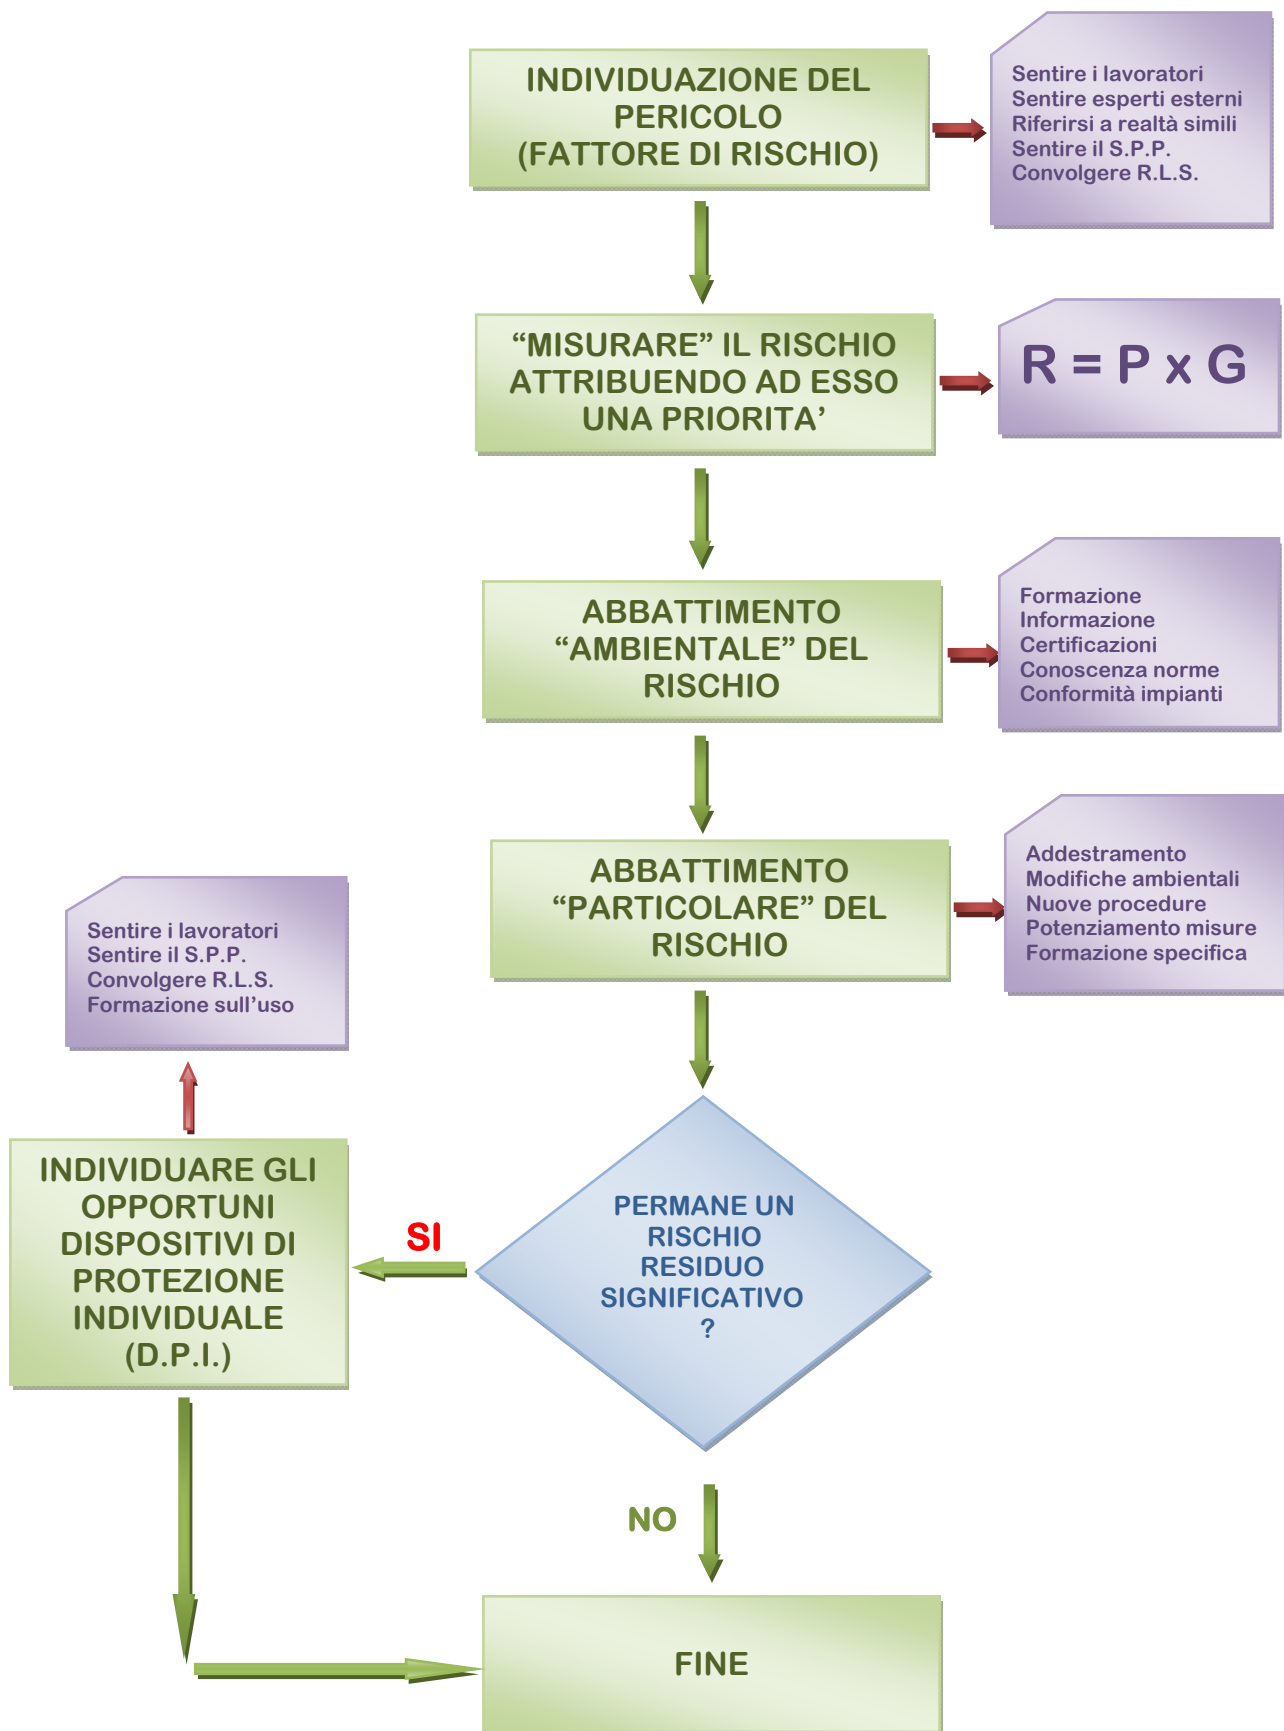 INDIVIDUAZIONE DEL
PERICOLO
(FATTORE DI RISCHIO)
Sentire i lavoratori
Sentire esperti esterni
Riferirsi a realtà simili
Sentire il S.P.P.
Convolgere R.L.S.
“MISURARE” IL RISCHIO
ATTRIBUENDO AD ESSO
UNA PRIORITA’
R = P x G
ABBATTIMENTO
“AMBIENTALE” DEL
RISCHIO
Formazione
Informazione
Certificazioni
Conoscenza norme
Conformità impianti
ABBATTIMENTO
“PARTICOLARE” DEL
RISCHIO
Addestramento
Modifiche ambientali
Nuove procedure
Potenziamento misure
Formazione specifica
Sentire i lavoratori
Sentire il S.P.P.
Convolgere R.L.S.
Formazione sull’uso
INDIVIDUARE GLI
OPPORTUNI
DISPOSITIVI DI
PROTEZIONE
INDIVIDUALE
(D.P.I.)
SI
PERMANE UN
RISCHIO
RESIDUO
SIGNIFICATIVO
?
NO
FINE